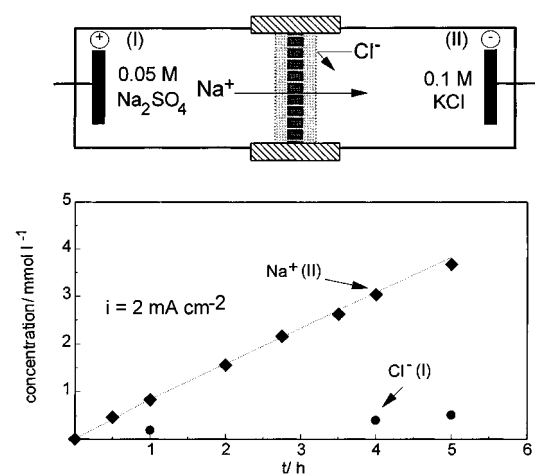 + (I) (II) -
Cl⁻
0.05 M
Na₂SO₄
Na⁺
0.1 M
KCl
concentration/ mmol l⁻¹
5
4
3
2
1
Na⁺ (II)
i = 2 mA cm⁻²
Cl⁻ (I)
0 1 2 3 4 5 6
t/ h